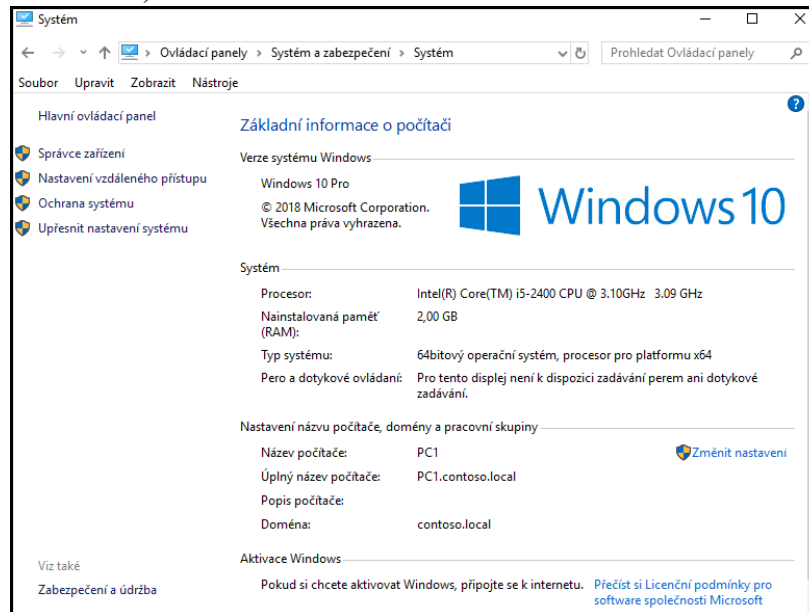 Systém
Ovládací panely > Systém a zabezpečení > Systém
Prohledat Ovládací panely
Soubor Upravit Zobrazit Nástroje
Hlavní ovládací panel
Správce zařízení
Nastavení vzdáleného přístupu
Ochrana systému
Upřesnit nastavení systému
Základní informace o počítači
Verze systému Windows
Windows 10 Pro
© 2018 Microsoft Corporation.
Všechna práva vyhrazena.
Windows 10
Systém
Procesor: Intel(R) Core(TM) i5-2400 CPU @ 3.10GHz 3.09 GHz
Nainstalovaná paměť 2,00 GB
(RAM):
Typ systému: 64bitový operační systém, procesor pro platformu x64
Pero a dotykové ovládaní: Pro tento displej není k dispozici zadávání perem ani dotykové
zadávání.
Nastavení názvu počítače, domény a pracovní skupiny
Název počítače: PC1 Změnit nastavení
Úplný název počítače: PC1.contoso.local
Popis počítače:
Doména: contoso.local
Aktivace Windows
Pokud si chcete aktivovat Windows, připojte se k internetu. Přečíst si Licenční podmínky pro
software společnosti Microsoft
Viz také
Zabezpečení a údržba